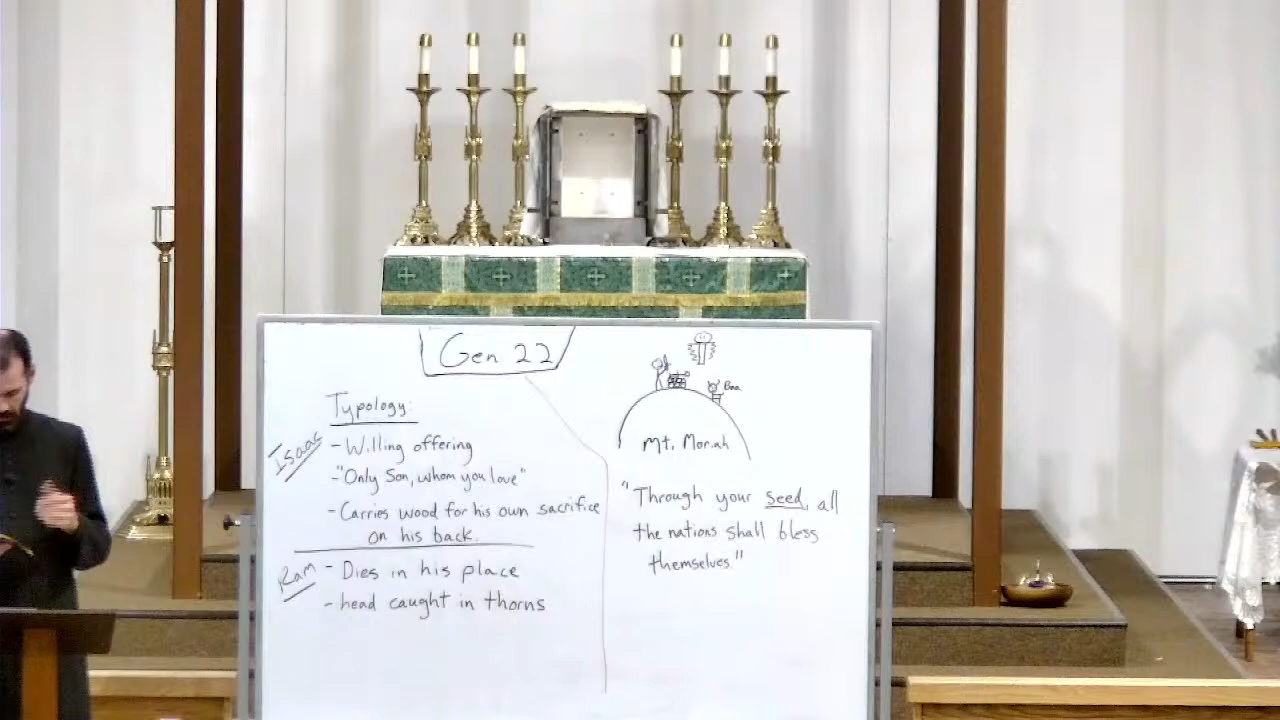 Gen 22
Typology:
Isaac
- Willing offering
- "Only Son, whom you love"
- Carries wood for his own sacrifice
on his back.
Ram
- Dies in his place
- head caught in thorns
Baa
Mt. Moriah
"Through your seed, all
the nations shall bless
themselves."